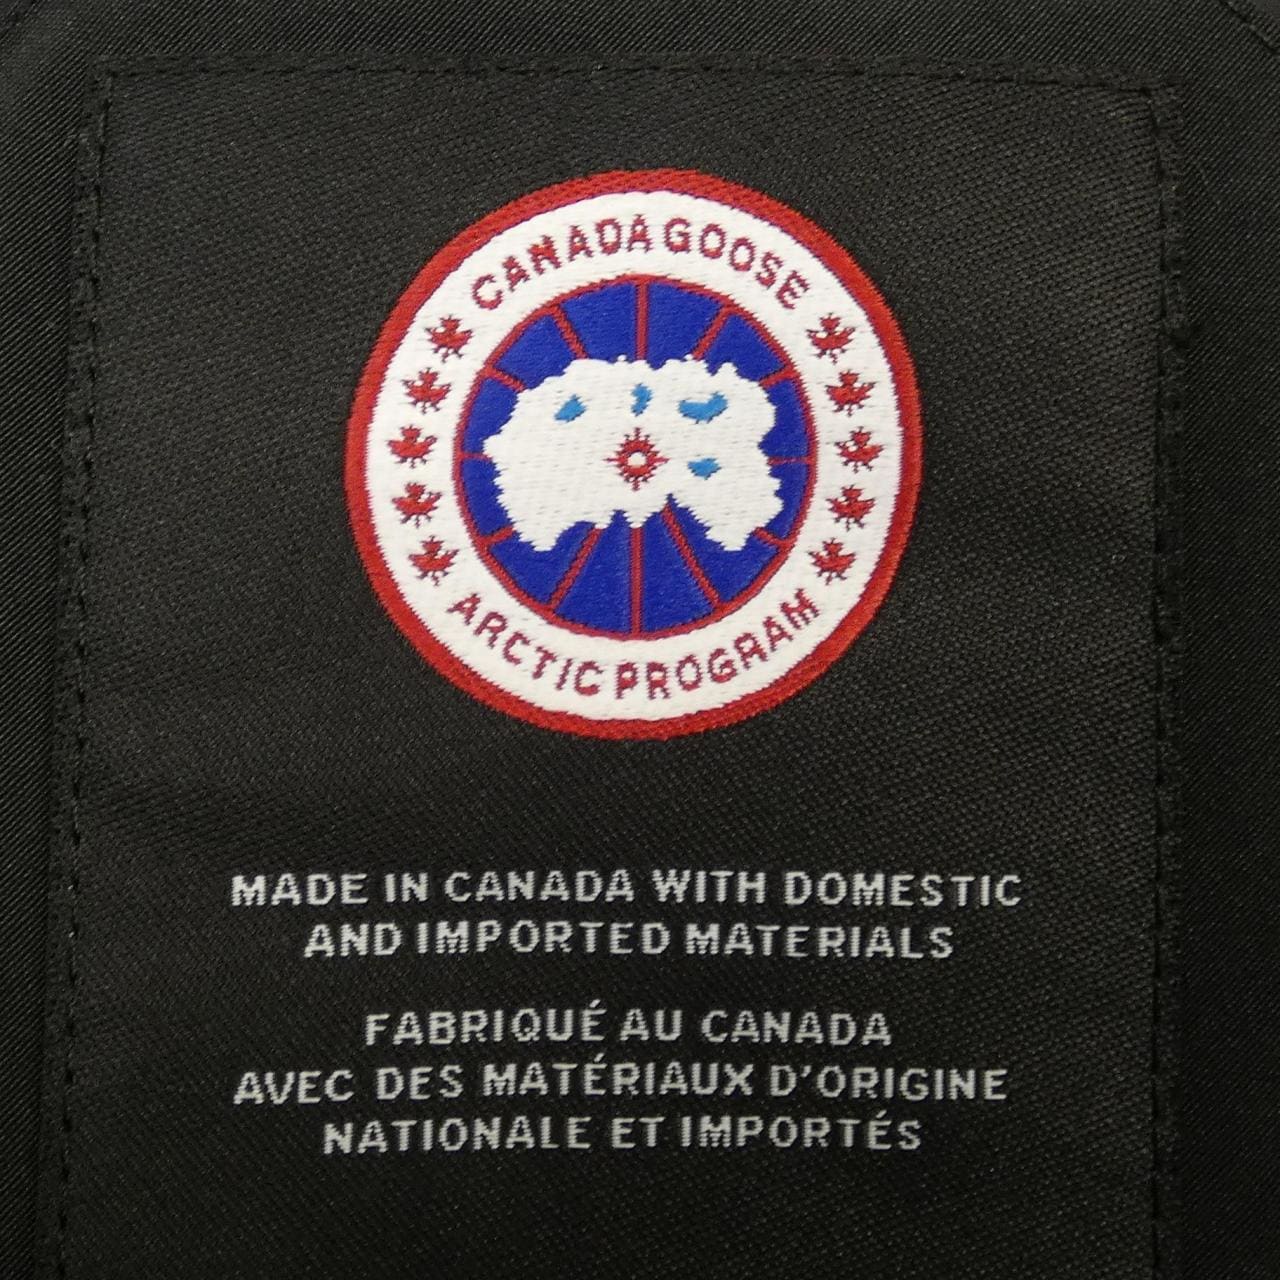 CANADA GOOSE
ARCTIC PROGRAM
MADE IN CANADA WITH DOMESTIC
AND IMPORTED MATERIALS
FABRIQUÉ AU CANADA
AVEC DES MATÉRIAUX D'ORIGINE
NATIONALE ET IMPORTÉS